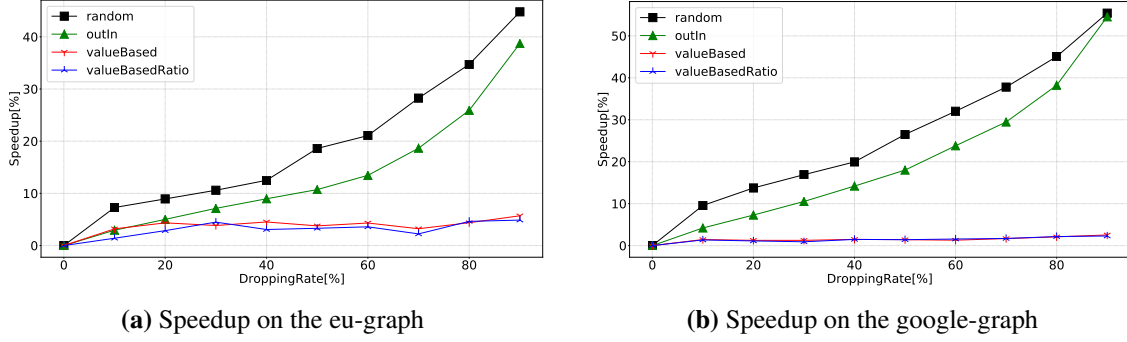 random
outIn
valueBased
valueBasedRatio
Speedup[%]
40
30
20
10
0
0
20
40
60
80
DroppingRate[%]
(a) Speedup on the eu-graph
random
outIn
valueBased
valueBasedRatio
Speedup[%]
50
40
30
20
10
0
0
20
40
60
80
DroppingRate[%]
(b) Speedup on the google-graph